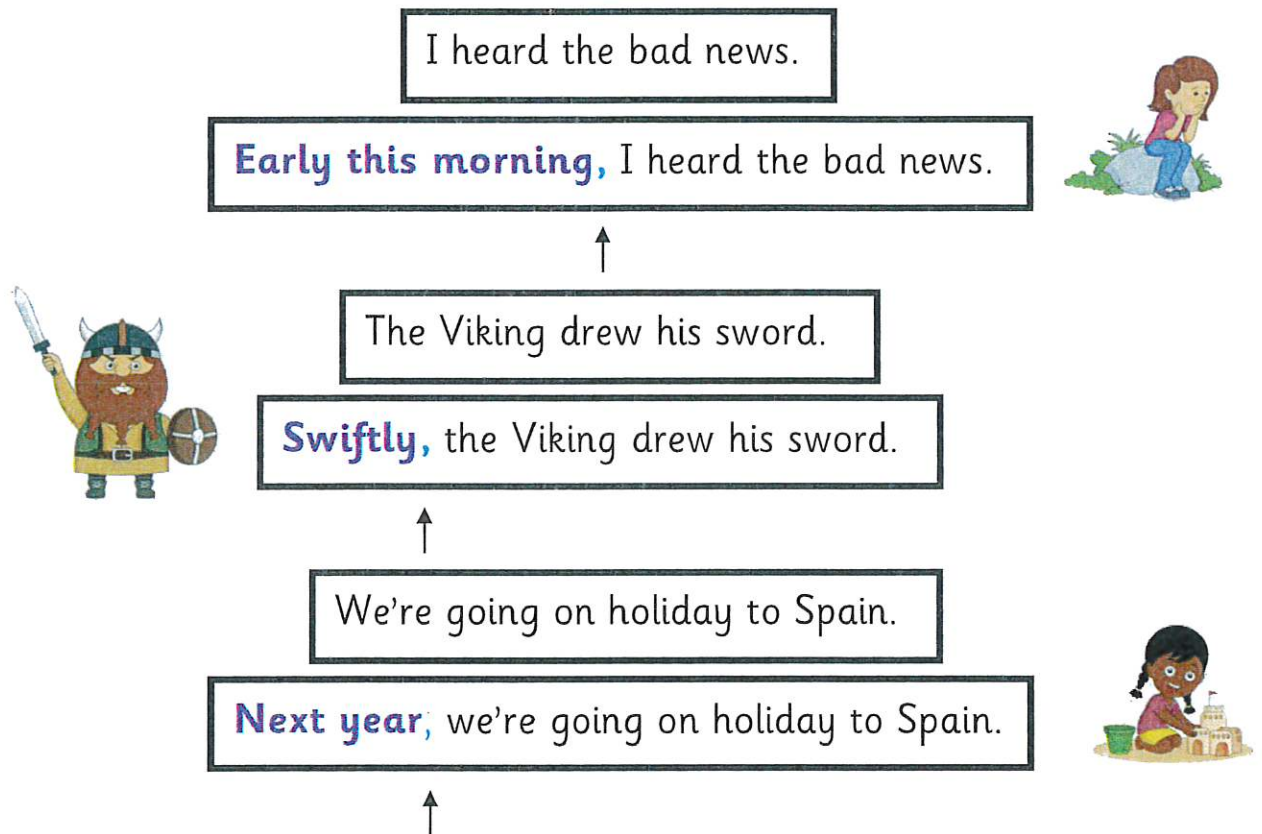 I heard the bad news.
Early this morning, I heard the bad news.
The Viking drew his sword.
Swiftly, the Viking drew his sword.
We're going on holiday to Spain.
Next year, we're going on holiday to Spain.